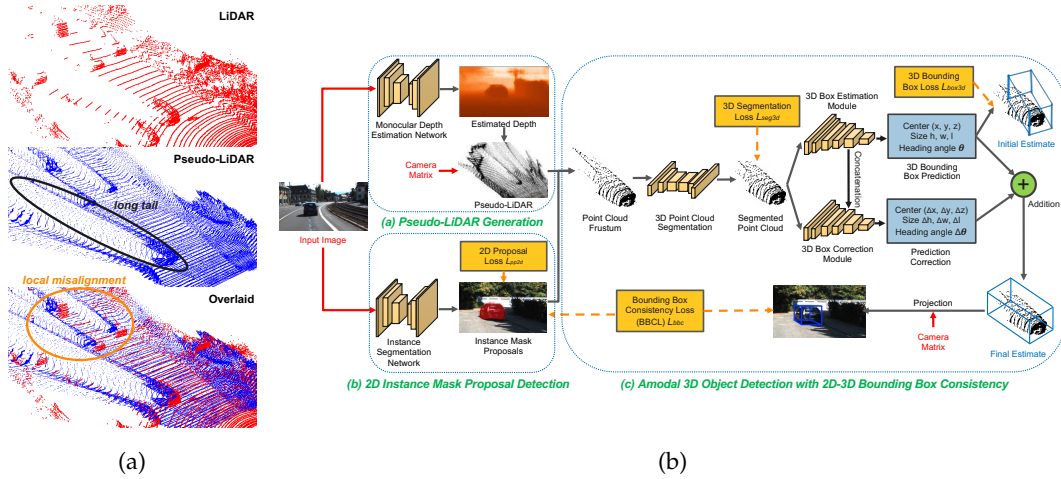 LiDAR
Pseudo-LiDAR
long tail
local misalignment
Overlaid
(a)
Monocular Depth
Estimation Network
Estimated Depth
Camera
Matrix
Pseudo-LiDAR
(a) Pseudo-LiDAR Generation
Input Image
2D Proposal
Loss L_pp2d
Instance
Segmentation
Network
Instance Mask
Proposals
(b) 2D Instance Mask Proposal Detection
Point Cloud
Frustum
3D Point Cloud
Segmentation
3D Segmentation
Loss L_seg3d
Segmented
Point Cloud
3D Box Estimation
Module
Concatenation
3D Box Correction
Module
3D Bounding
Box Loss L_box3d
Initial Estimate
Center (x, y, z)
Size h, w, l
Heading angle θ
3D Bounding
Box Prediction
Addition
Center (Δx, Δy, Δz)
Size Δh, Δw, Δl
Heading angle Δθ
Prediction
Correction
Bounding Box
Consistency Loss
(BBCL) L_bbc
Projection
Camera
Matrix
Final Estimate
(c) Amodal 3D Object Detection with 2D-3D Bounding Box Consistency
(b)